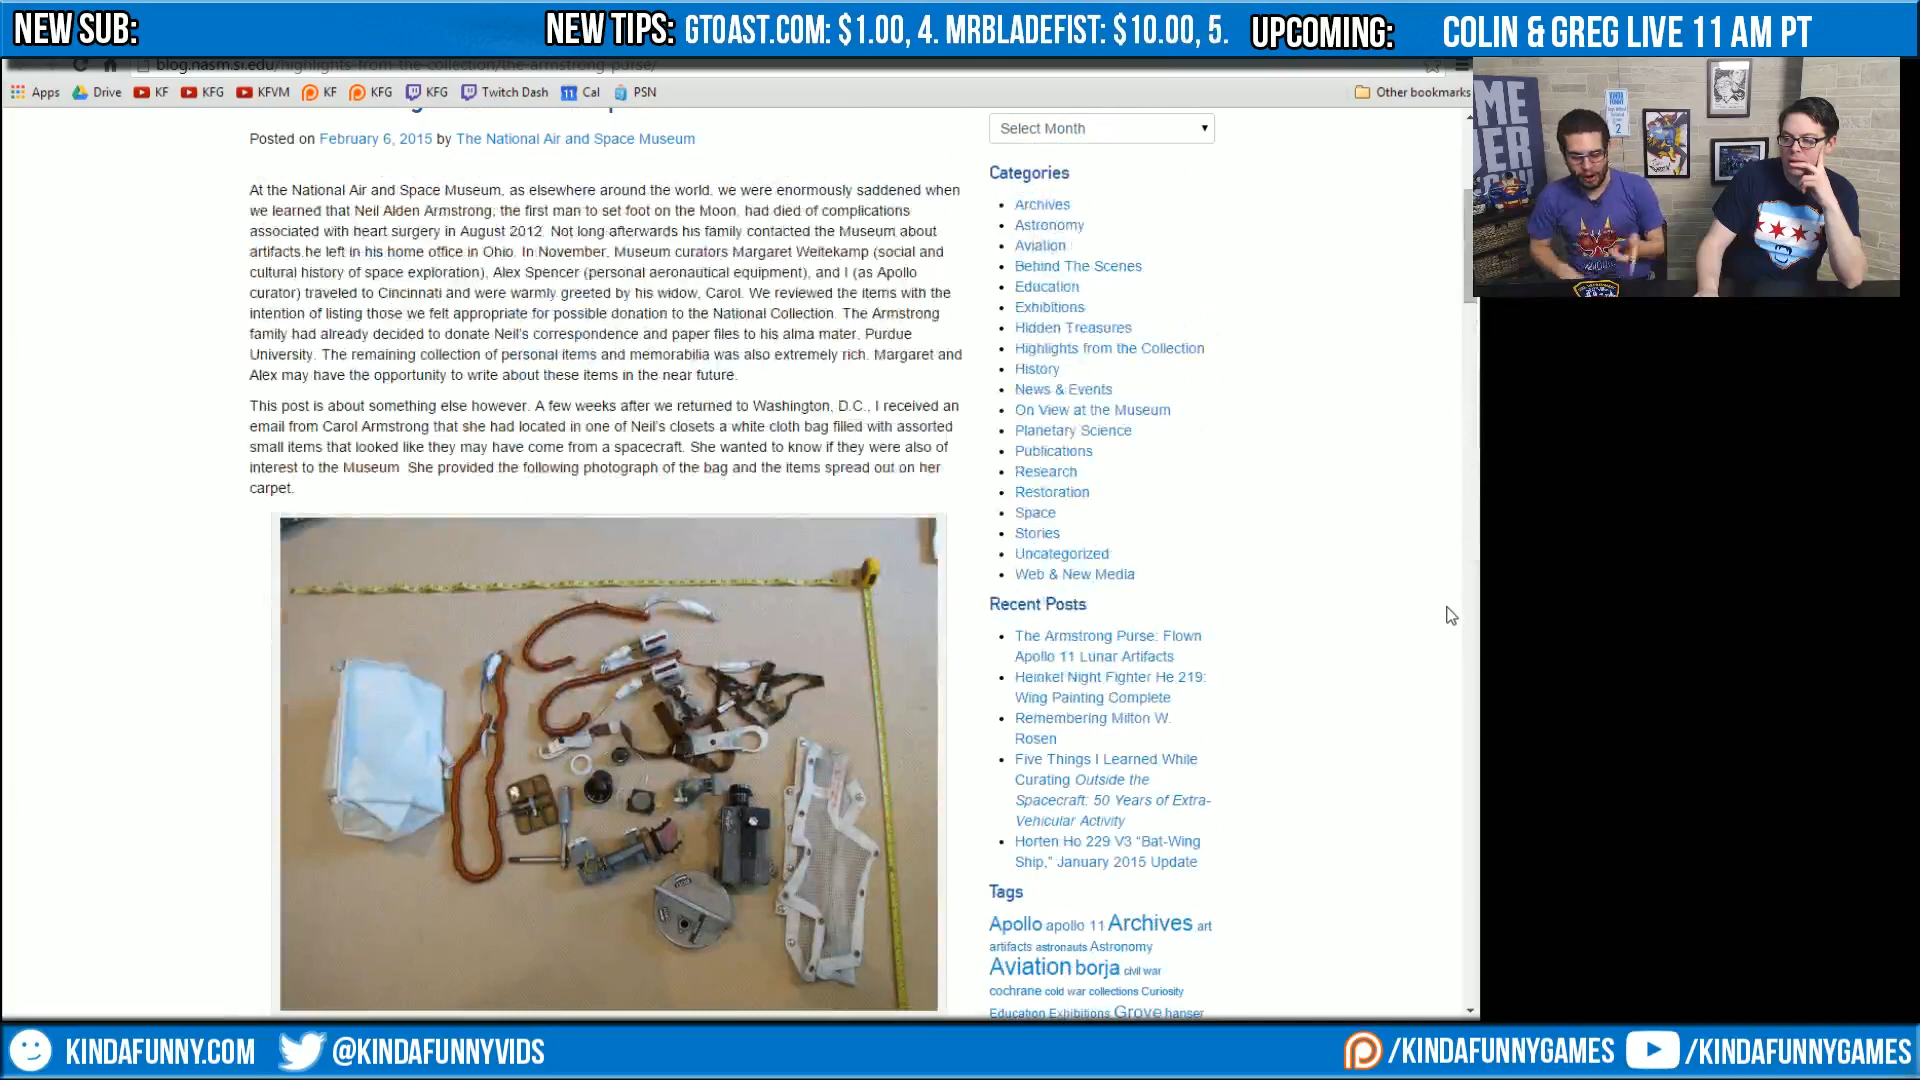 NEW SUB:
NEW TIPS: GTOAST.COM: $1.00, 4. MRBLADEFIST: $10.00, 5.
UPCOMING: COLIN & GREG LIVE 11 AM PT
blog.nasm.si.edu/highlights-from-the-collection/the-armstrong-purse/
Apps Drive KF KFG KFVM KF KFG KFG Twitch Dash 11 Cal PSN Other bookmarks
Posted on February 6, 2015 by The National Air and Space Museum
At the National Air and Space Museum, as elsewhere around the world, we were enormously saddened when
we learned that Neil Alden Armstrong, the first man to set foot on the Moon, had died of complications
associated with heart surgery in August 2012. Not long afterwards his family contacted the Museum about
artifacts he left in his home office in Ohio. In November, Museum curators Margaret Weitekamp (social and
cultural history of space exploration), Alex Spencer (personal aeronautical equipment), and I (as Apollo
curator) traveled to Cincinnati and were warmly greeted by his widow, Carol. We reviewed the items with the
intention of listing those we felt appropriate for possible donation to the National Collection. The Armstrong
family had already decided to donate Neil's correspondence and paper files to his alma mater, Purdue
University. The remaining collection of personal items and memorabilia was also extremely rich. Margaret and
Alex may have the opportunity to write about these items in the near future.
This post is about something else however. A few weeks after we returned to Washington, D.C., I received an
email from Carol Armstrong that she had located in one of Neil's closets a white cloth bag filled with assorted
small items that looked like they may have come from a spacecraft. She wanted to know if they were also of
interest to the Museum. She provided the following photograph of the bag and the items spread out on her
carpet.
Select Month
Categories
Archives
Astronomy
Aviation
Behind The Scenes
Education
Exhibitions
Hidden Treasures
Highlights from the Collection
History
News & Events
On View at the Museum
Planetary Science
Publications
Research
Restoration
Space
Stories
Uncategorized
Web & New Media
Recent Posts
The Armstrong Purse: Flown
Apollo 11 Lunar Artifacts
Heinkel Night Fighter He 219:
Wing Painting Complete
Remembering Milton W.
Rosen
Five Things I Learned While
Curating Outside the
Spacecraft: 50 Years of Extra-
Vehicular Activity
Horten Ho 229 V3 “Bat-Wing
Ship,” January 2015 Update
Tags
Apollo apollo 11 Archives art
artifacts astronauts Astronomy
Aviation borja civil war
cochrane cold war collections Curiosity
Education Exhibitions Grove hanser
KINDAFUNNY.COM @KINDAFUNNYVIDS /KINDAFUNNYGAMES /KINDAFUNNYGAMES